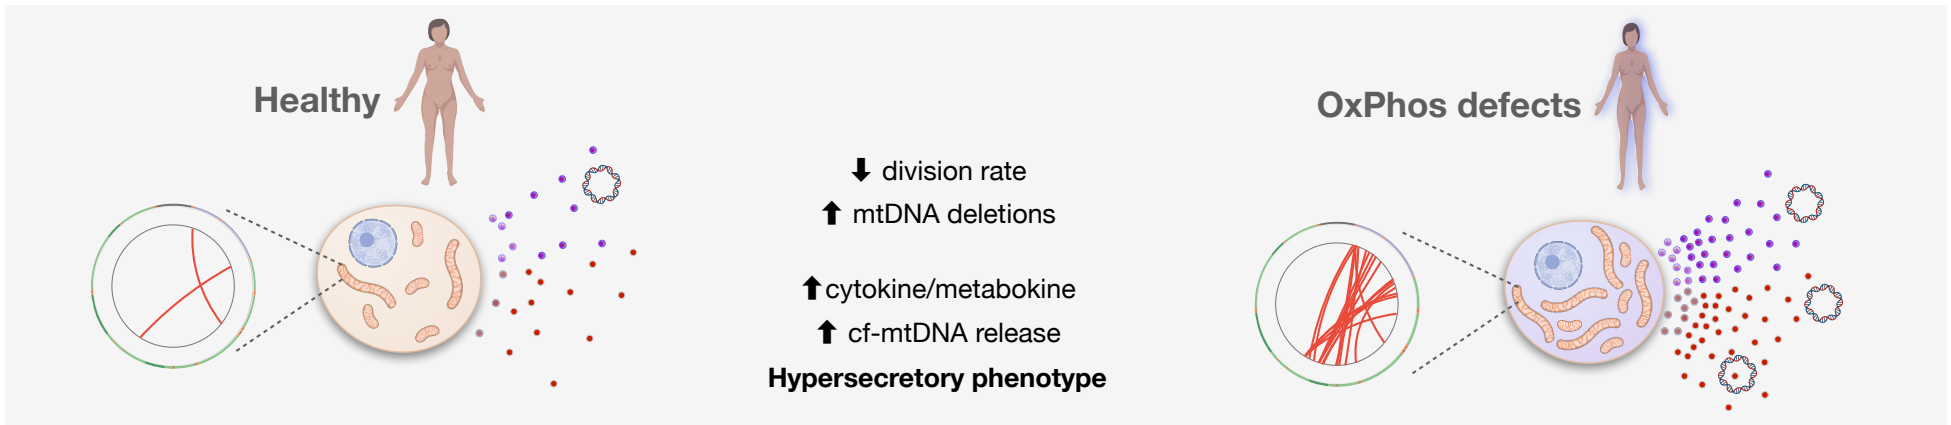 Healthy
OxPhos defects
⬇ division rate
⬆ mtDNA deletions
⬆ cytokine/metabokine
⬆ cf-mtDNA release
Hypersecretory phenotype